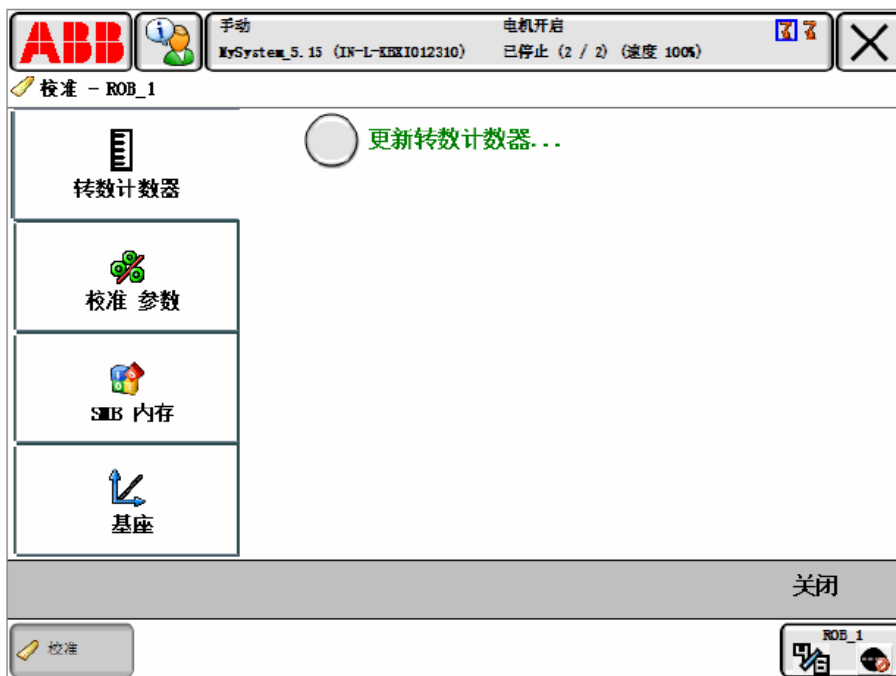 ABB
手动
电机开启
MySystem_5.15 (IN-L-KBXI012310)
已停止 (2 / 2) (速度 100%)
校准 - ROB_1
转数计数器
更新转数计数器...
校准 参数
SMB 内存
基座
关闭
校准
ROB_1